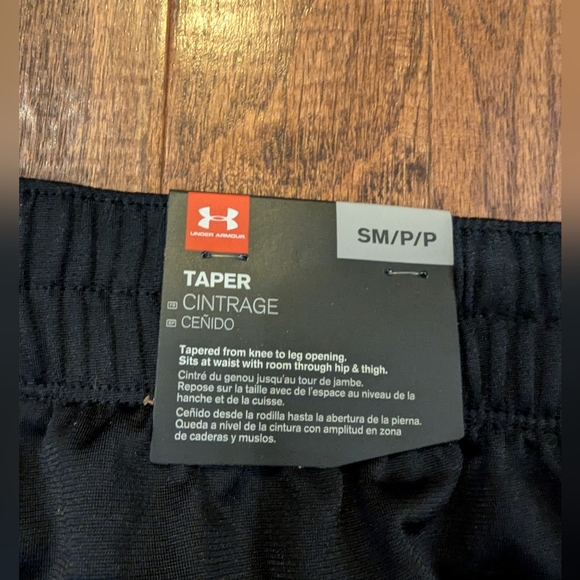 UNDER ARMOUR
SM/P/P
TAPER
FR CINTRAGE
CEÑIDO
Tapered from knee to leg opening.
Sits at waist with room through hip & thigh.
Cintré du genou jusqu'au tour de jambe.
Repose sur la taille avec de l'espace au niveau de la
hanche et de la cuisse.
Ceñido desde la rodilla hasta la abertura de la pierna.
Queda a nivel de la cintura con amplitud en zona
de caderas y muslos.